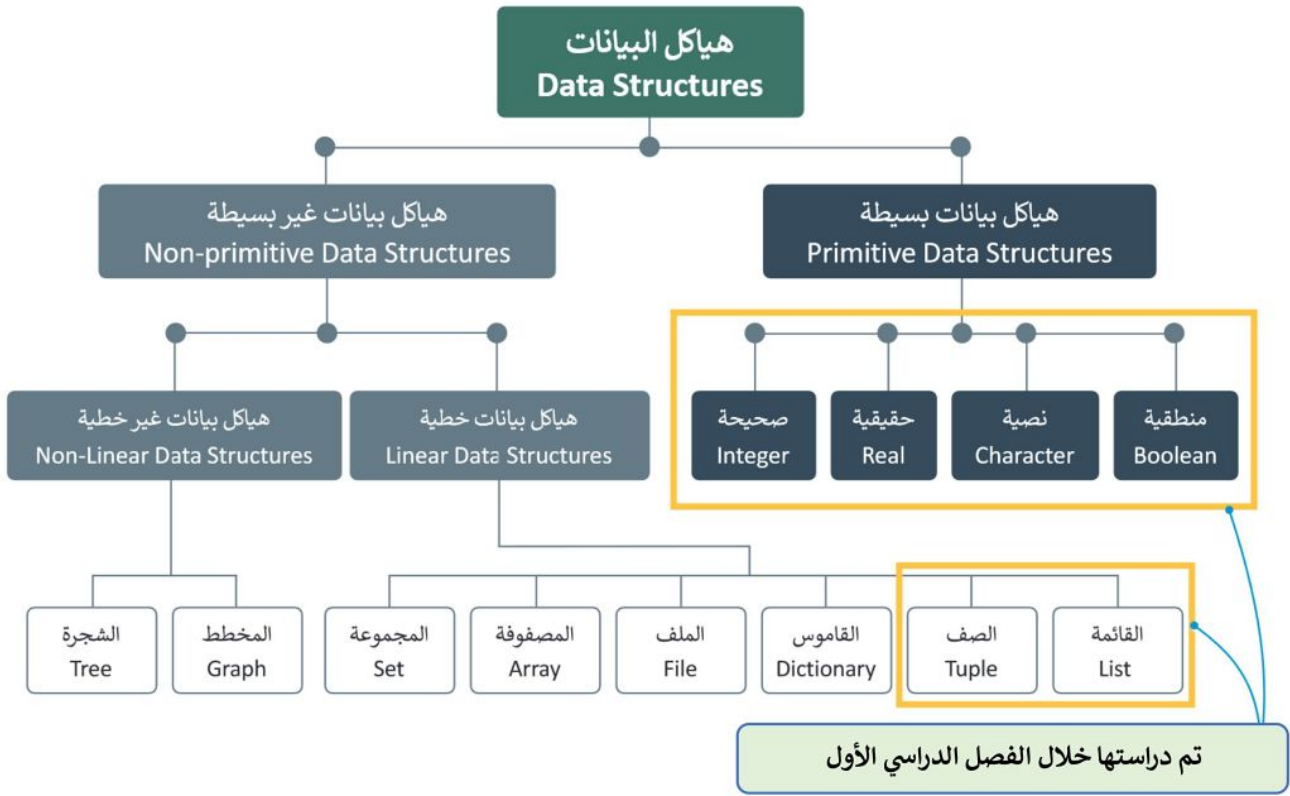 هياكل البيانات
Data Structures
هياكل بيانات بسيطة
Primitive Data Structures
هياكل بيانات غير بسيطة
Non-primitive Data Structures
منطقية
Boolean
نصية
Character
حقيقية
Real
صحيحة
Integer
هياكل بيانات خطية
Linear Data Structures
هياكل بيانات غير خطية
Non-Linear Data Structures
القائمة
List
الصف
Tuple
القاموس
Dictionary
الملف
File
المصفوفة
Array
المجموعة
Set
المخطط
Graph
الشجرة
Tree
تم دراستها خلال الفصل الدراسي الأول